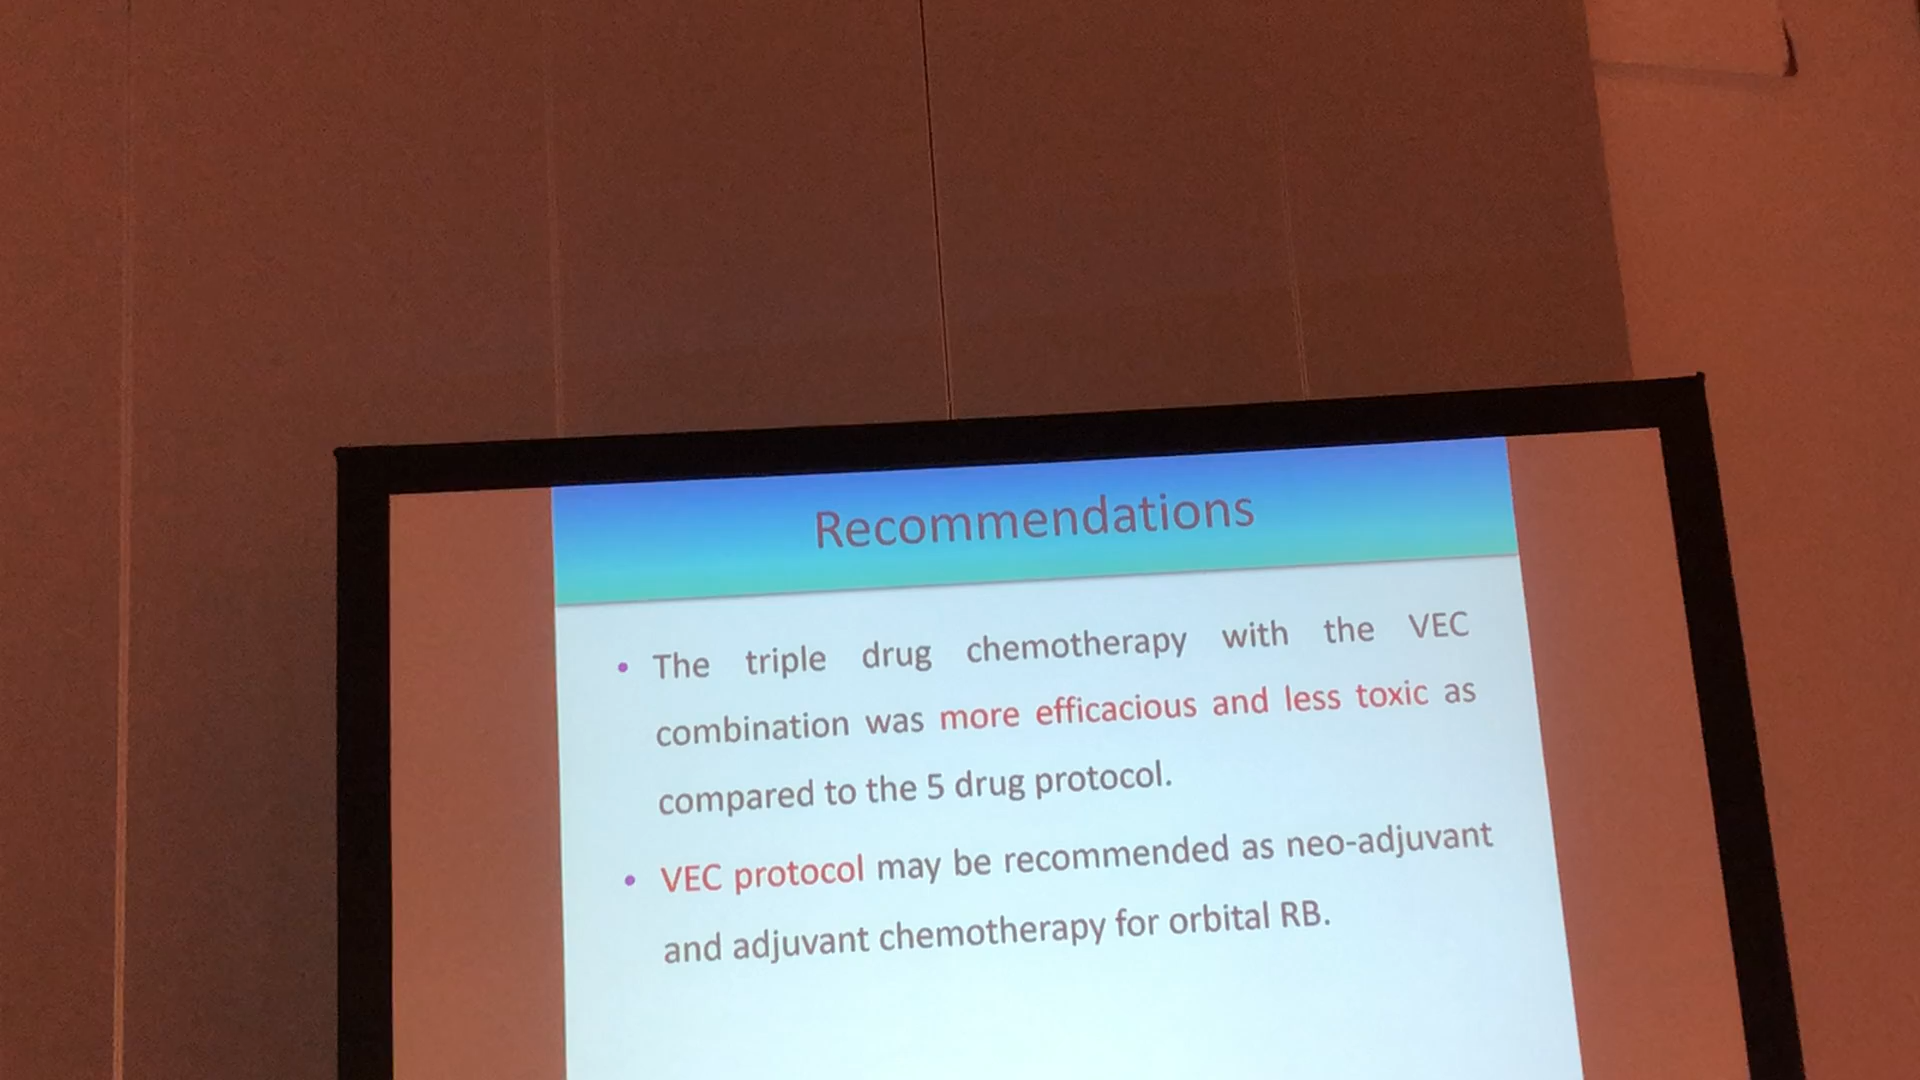 Recommendations
• The triple drug chemotherapy with the VEC
combination was more efficacious and less toxic as
compared to the 5 drug protocol.
• VEC protocol may be recommended as neo-adjuvant
and adjuvant chemotherapy for orbital RB.